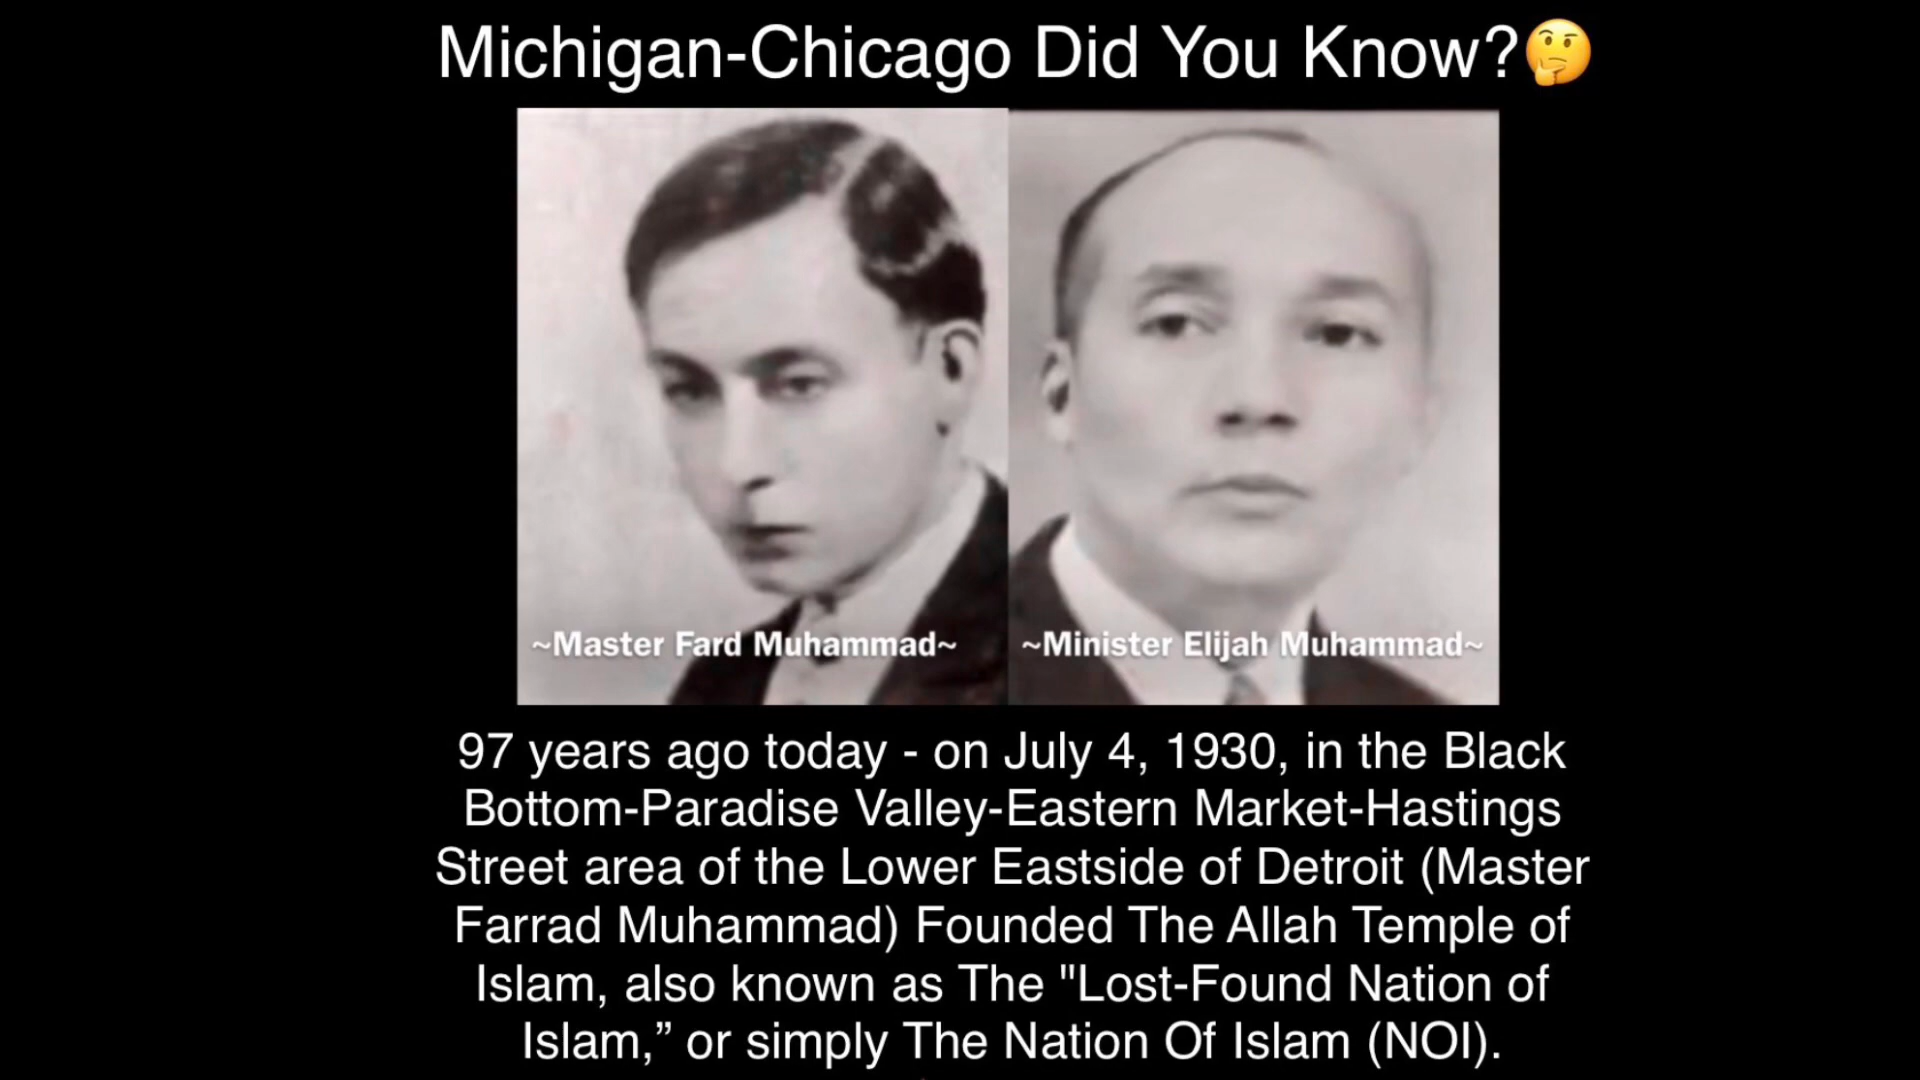 Michigan-Chicago Did You Know?🤔
~Master Fard Muhammad~
~Minister Elijah Muhammad~
97 years ago today - on July 4, 1930, in the Black
Bottom-Paradise Valley-Eastern Market-Hastings
Street area of the Lower Eastside of Detroit (Master
Farrad Muhammad) Founded The Allah Temple of
Islam, also known as The "Lost-Found Nation of
Islam,” or simply The Nation Of Islam (NOI).